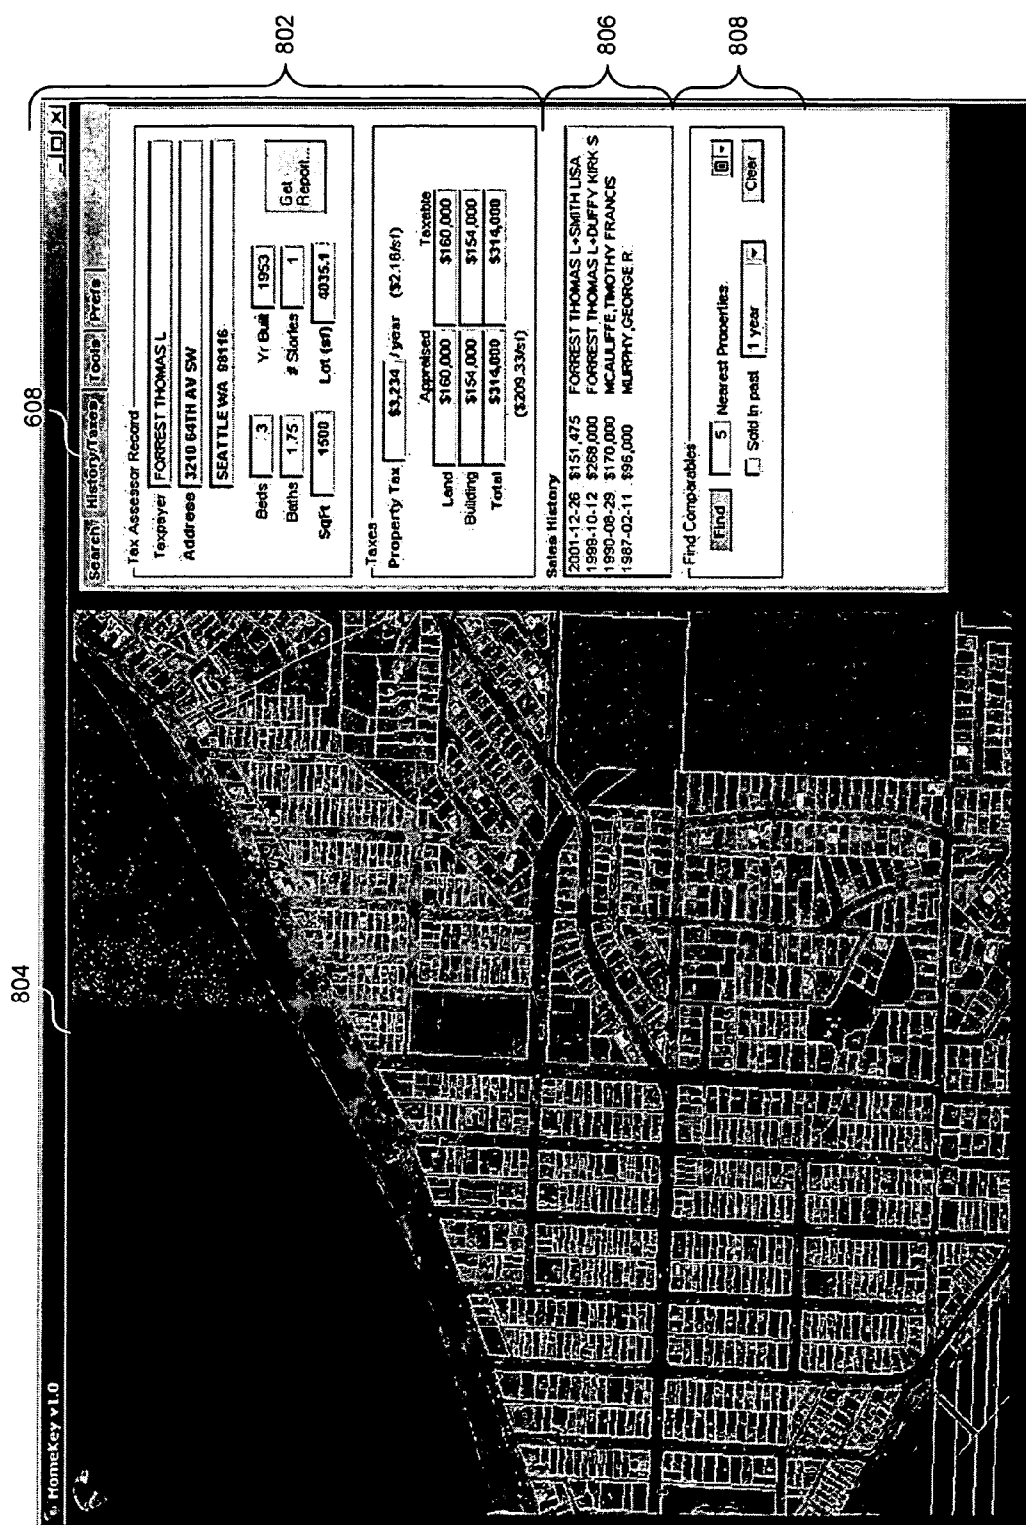 804
608
HomeKey v1.0
Search History/Taxes Tools Prefs
Tax Assessor Record
Taxpayer FORREST THOMAS L
Address 3210 64TH AV SW
SEATTLE WA 98116
Beds 3 Yr Built 1953
Baths 1.75 # Stories 1
SqFt 1500 Lot (sf) 4035.1
Get Report...
802
Taxes
Property Tax $3,234 / year ($2.16/sf)
Appraised Taxable
Land $160,000 $160,000
Building $154,000 $154,000
Total $314,000 $314,000
($209.33/sf)
Sales History
2001-12-26 $151,475 FORREST THOMAS L+SMITH LISA
1998-10-12 $268,000 FORREST THOMAS L+DUFFY KIRK S
1990-08-29 $170,000 MCAULIFFE,TIMOTHY FRANCIS
1987-02-11 $96,000 MURPHY,GEORGE R
806
Find Comparables
Find 5 Nearest Properties
Sold in past 1 year Clear
808